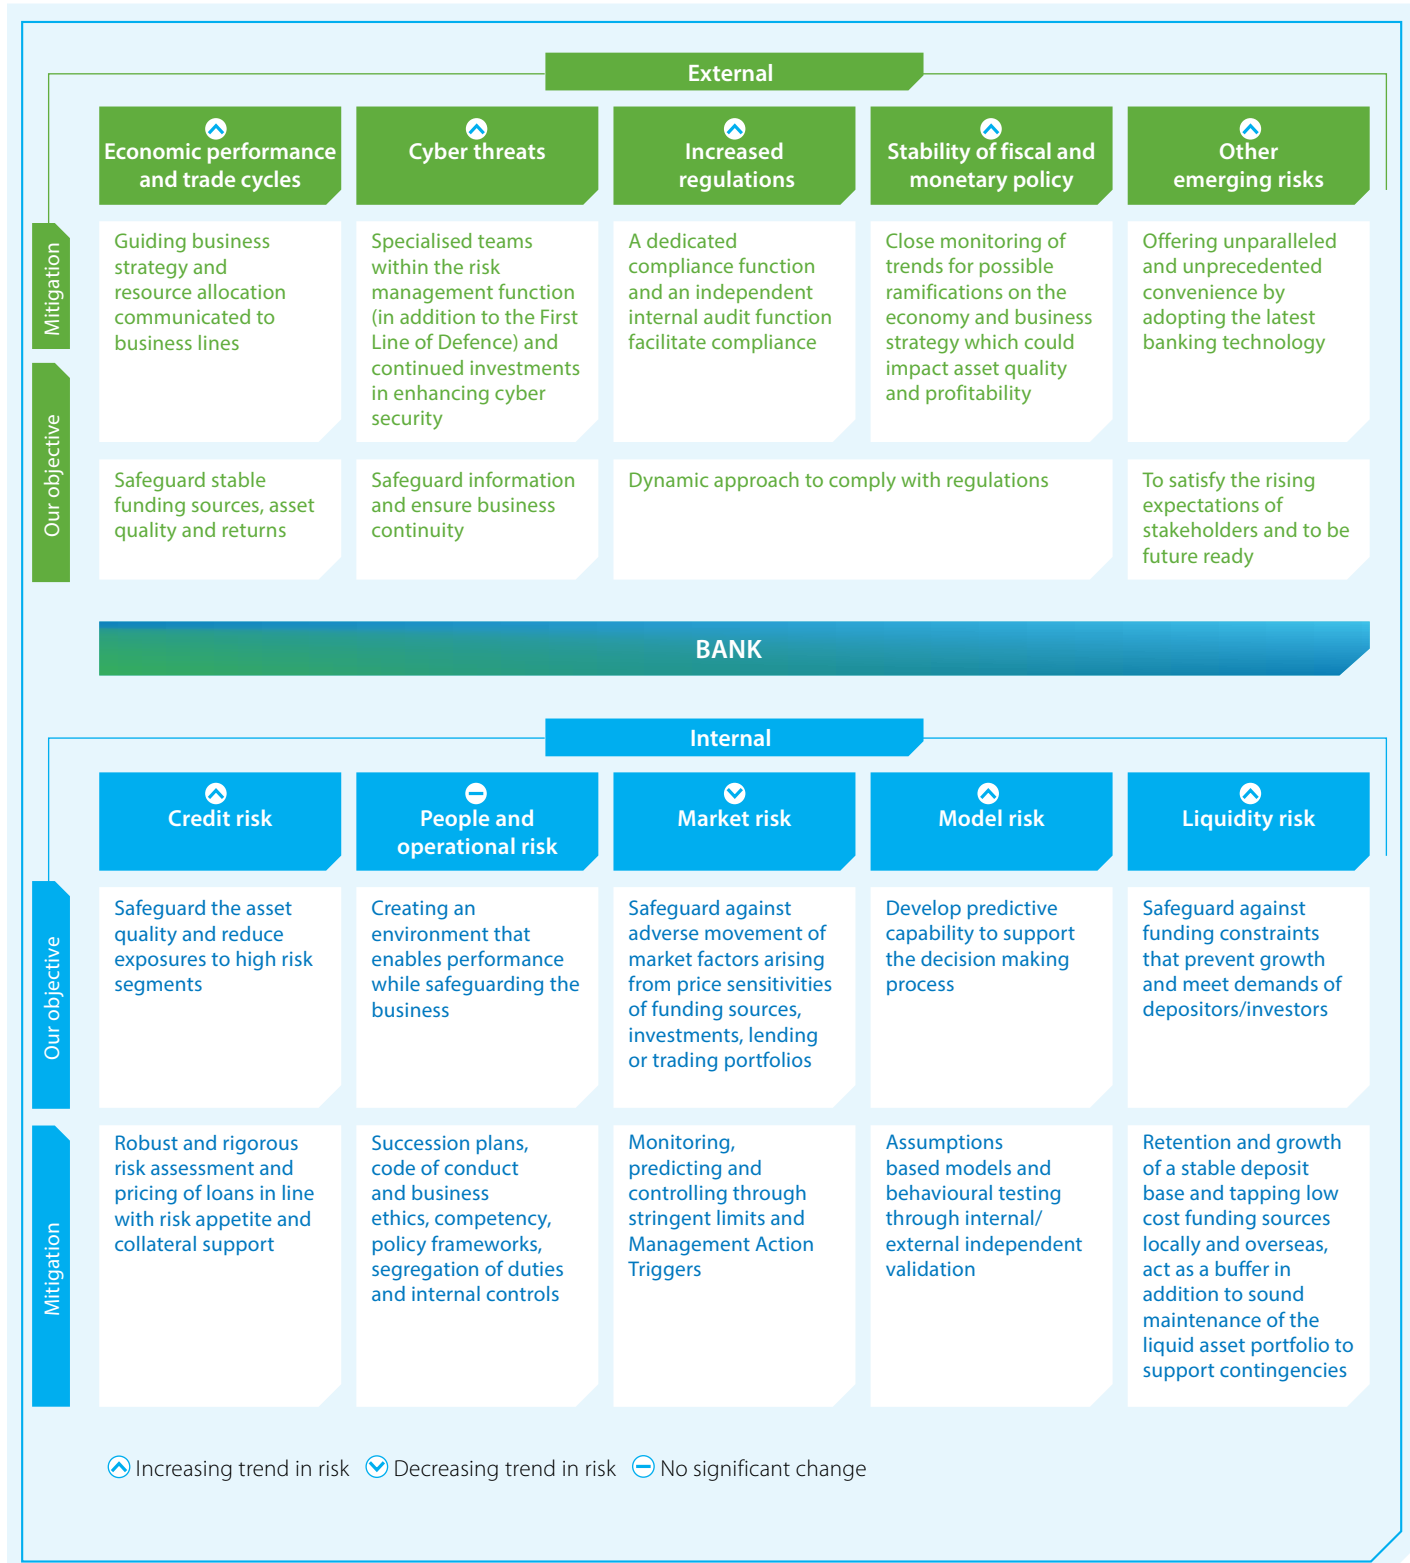 External
Economic performance
and trade cycles
Cyber threats
Increased
regulations
Stability of fiscal and
monetary policy
Other
emerging risks
Mitigation
Guiding business
strategy and
resource allocation
communicated to
business lines
Specialised teams
within the risk
management function
(in addition to the First
Line of Defence) and
continued investments
in enhancing cyber
security
A dedicated
compliance function
and an independent
internal audit function
facilitate compliance
Close monitoring of
trends for possible
ramifications on the
economy and business
strategy which could
impact asset quality
and profitability
Offering unparalleled
and unprecedented
convenience by
adopting the latest
banking technology
Our objective
Safeguard stable
funding sources, asset
quality and returns
Safeguard information
and ensure business
continuity
Dynamic approach to comply with regulations
To satisfy the rising
expectations of
stakeholders and to be
future ready
BANK
Internal
Credit risk
People and
operational risk
Market risk
Model risk
Liquidity risk
Our objective
Safeguard the asset
quality and reduce
exposures to high risk
segments
Creating an
environment that
enables performance
while safeguarding the
business
Safeguard against
adverse movement of
market factors arising
from price sensitivities
of funding sources,
investments, lending
or trading portfolios
Develop predictive
capability to support
the decision making
process
Safeguard against
funding constraints
that prevent growth
and meet demands of
depositors/investors
Mitigation
Robust and rigorous
risk assessment and
pricing of loans in line
with risk appetite and
collateral support
Succession plans,
code of conduct
and business
ethics, competency,
policy frameworks,
segregation of duties
and internal controls
Monitoring,
predicting and
controlling through
stringent limits and
Management Action
Triggers
Assumptions
based models and
behavioural testing
through internal/
external independent
validation
Retention and growth
of a stable deposit
base and tapping low
cost funding sources
locally and overseas,
act as a buffer in
addition to sound
maintenance of the
liquid asset portfolio to
support contingencies
Increasing trend in risk Decreasing trend in risk No significant change